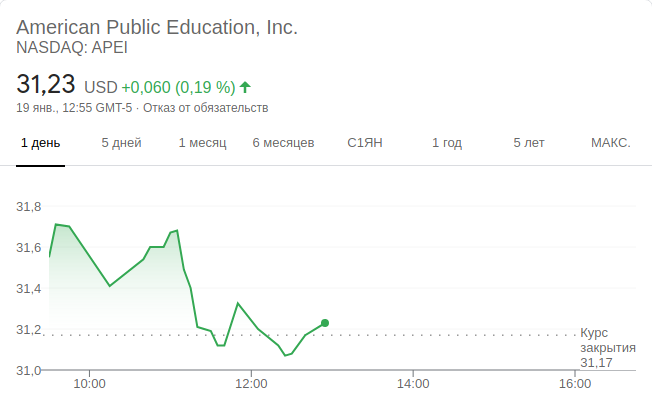 American Public Education, Inc.
NASDAQ: APEI
31,23 USD +0,060 (0,19 %)
19 янв., 12:55 GMT-5 · Отказ от обязательств
1 день 5 дней 1 месяц 6 месяцев С1ЯН 1 год 5 лет МАКС.
31,8
31,6
31,4
31,2
31,0
Курс
закрытия
31,17
10:00 12:00 14:00 16:00